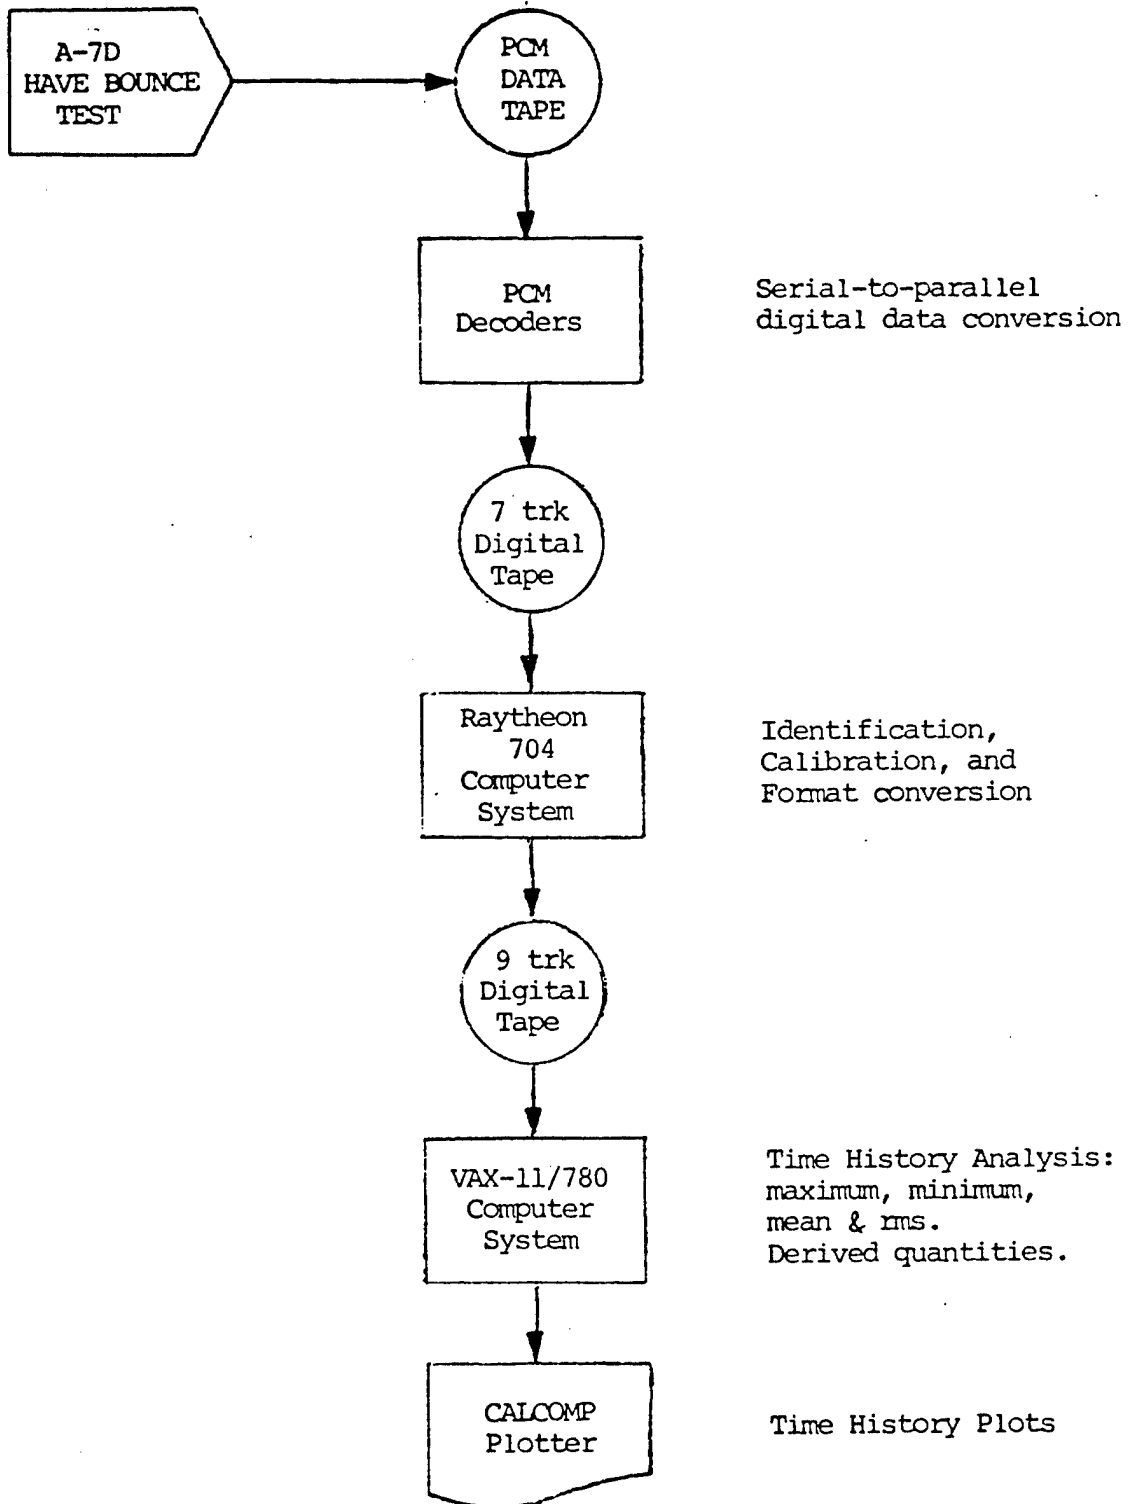 A-7D
HAVE BOUNCE
TEST
PCM
DATA
TAPE
PCM
Decoders
Serial-to-parallel
digital data conversion
7 trk
Digital
Tape
Raytheon
704
Computer
System
Identification,
Calibration, and
Format conversion
9 trk
Digital
Tape
VAX-11/780
Computer
System
Time History Analysis:
maximum, minimum,
mean & rms.
Derived quantities.
CALCOMP
Plotter
Time History Plots